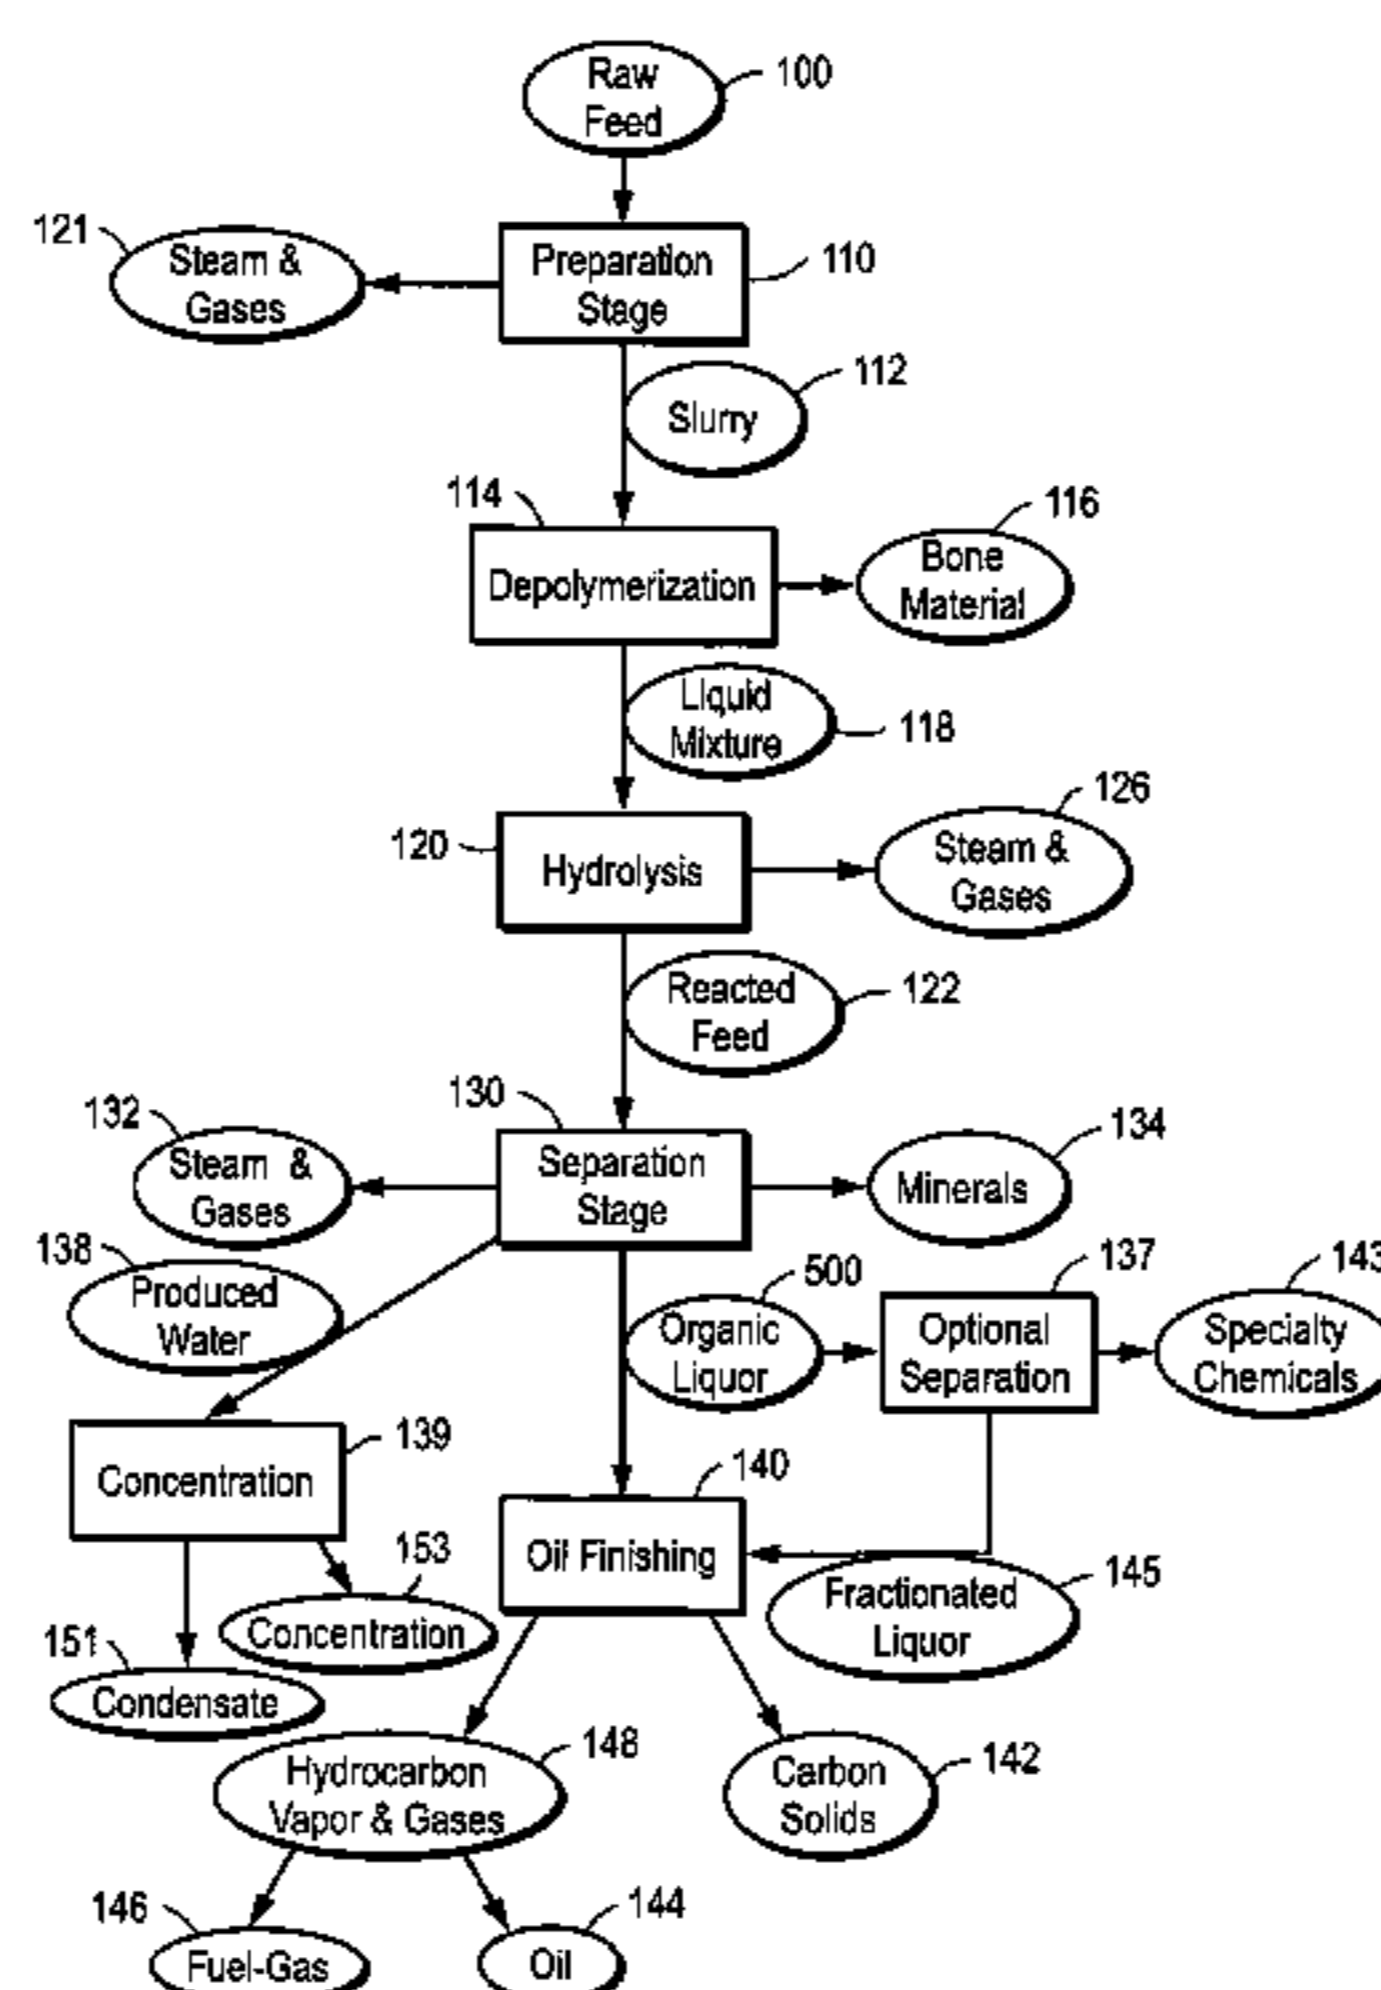 Raw
Feed
100
121
Steam &
Gases
Preparation
Stage
110
Slurry
112
114
Depolymerization
116
Bone
Material
Liquid
Mixture
118
120
Hydrolysis
126
Steam &
Gases
Reacted
Feed
122
130
132
Steam &
Gases
Separation
Stage
134
Minerals
138
Produced
Water
500
Organic
Liquor
137
Optional
Separation
143
Specialty
Chemicals
139
Concentration
140
Oil Finishing
153
Concentration
145
Fractionated
Liquor
151
Condensate
148
Hydrocarbon
Vapor & Gases
142
Carbon
Solids
146
Fuel-Gas
144
Oil